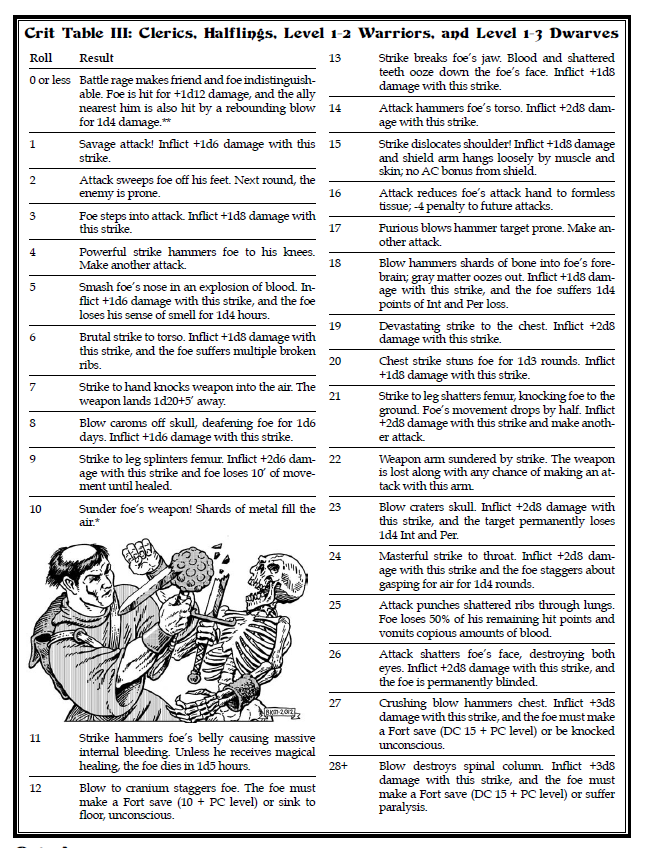 Crit Table III: Clerics, Halflings, Level 1-2 Warriors, and Level 1-3 Dwarves
Roll Result
0 or less Battle rage makes friend and foe indistinguish-
able. Foe is hit for +1d12 damage, and the ally
nearest him is also hit by a rebounding blow
for 1d4 damage.**
1 Savage attack! Inflict +1d6 damage with this
strike.
2 Attack sweeps foe off his feet. Next round, the
enemy is prone.
3 Foe steps into attack. Inflict +1d8 damage with
this strike.
4 Powerful strike hammers foe to his knees.
Make another attack.
5 Smash foe's nose in an explosion of blood. In-
flict +1d6 damage with this strike, and the foe
loses his sense of smell for 1d4 hours.
6 Brutal strike to torso. Inflict +1d8 damage with
this strike, and the foe suffers multiple broken
ribs.
7 Strike to hand knocks weapon into the air. The
weapon lands 1d20+5' away.
8 Blow caroms off skull, deafening foe for 1d6
days. Inflict +1d6 damage with this strike.
9 Strike to leg splinters femur. Inflict +2d6 dam-
age with this strike and foe loses 10' of move-
ment until healed.
10 Sunder foe's weapon! Shards of metal fill the
air.*
11 Strike hammers foe's belly causing massive
internal bleeding. Unless he receives magical
healing, the foe dies in 1d5 hours.
12 Blow to cranium staggers foe. The foe must
make a Fort save (10 + PC level) or sink to
floor, unconscious.
13 Strike breaks foe's jaw. Blood and shattered
teeth ooze down the foe's face. Inflict +1d8
damage with this strike.
14 Attack hammers foe's torso. Inflict +2d8 dam-
age with this strike.
15 Strike dislocates shoulder! Inflict +1d8 damage
and shield arm hangs loosely by muscle and
skin; no AC bonus from shield.
16 Attack reduces foe's attack hand to formless
tissue; -4 penalty to future attacks.
17 Furious blows hammer target prone. Make an-
other attack.
18 Blow hammers shards of bone into foe's fore-
brain; gray matter oozes out. Inflict +1d8 dam-
age with this strike, and the foe suffers 1d4
points of Int and Per loss.
19 Devastating strike to the chest. Inflict +2d8
damage with this strike.
20 Chest strike stuns foe for 1d3 rounds. Inflict
+1d8 damage with this strike.
21 Strike to leg shatters femur, knocking foe to the
ground. Foe's movement drops by half. Inflict
+2d8 damage with this strike and make anoth-
er attack.
22 Weapon arm sundered by strike. The weapon
is lost along with any chance of making an at-
tack with this arm.
23 Blow craters skull. Inflict +2d8 damage with
this strike, and the target permanently loses
1d4 Int and Per.
24 Masterful strike to throat. Inflict +2d8 dam-
age with this strike and the foe staggers about
gasping for air for 1d4 rounds.
25 Attack punches shattered ribs through lungs.
Foe loses 50% of his remaining hit points and
vomits copious amounts of blood.
26 Attack shatters foe's face, destroying both
eyes. Inflict +2d8 damage with this strike, and
the foe is permanently blinded.
27 Crushing blow hammers chest. Inflict +3d8
damage with this strike, and the foe must make
a Fort save (DC 15 + PC level) or be knocked
unconscious.
28+ Blow destroys spinal column. Inflict +3d8
damage with this strike, and the foe must
make a Fort save (DC 15 + PC level) or suffer
paralysis.